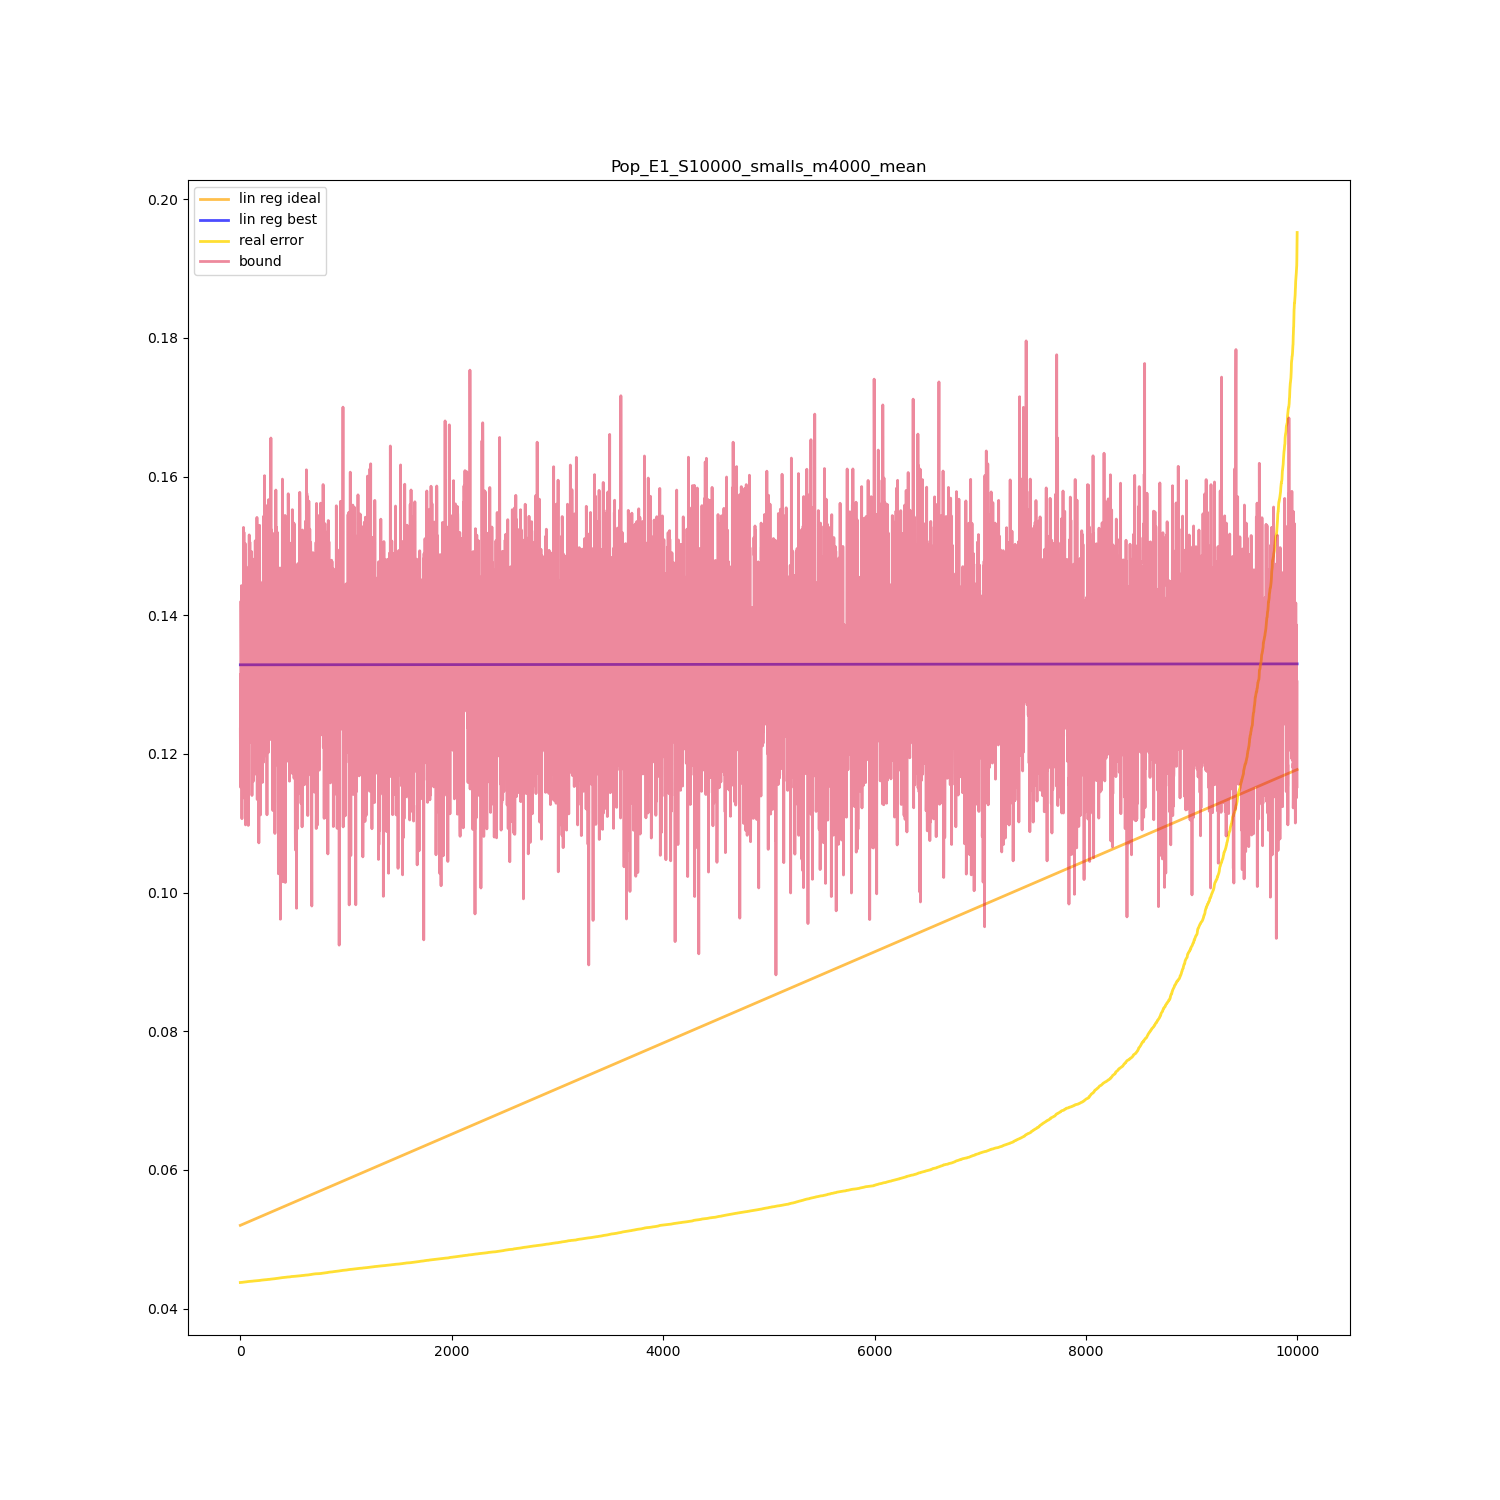 Pop_E1_S10000_smalls_m4000_mean
lin reg ideal
lin reg best
real error
bound
0.20
0.18
0.16
0.14
0.12
0.10
0.08
0.06
0.04
0 2000 4000 6000 8000 10000